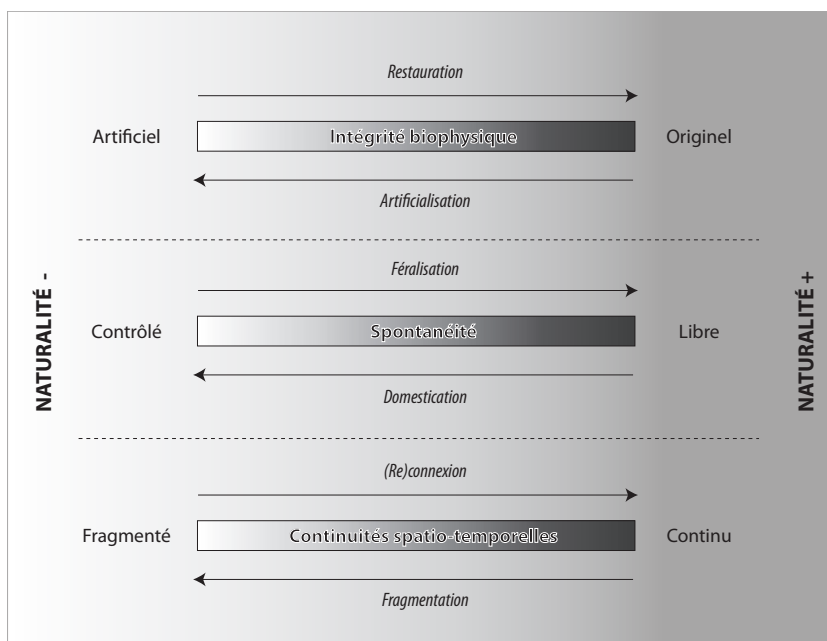 Restauration
Artificiel
Intégrité biophysique
Originel
Artificialisation
NATURALITÉ -
Féralisation
Contrôlé
Spontanéité
Libre
Domestication
NATURALITÉ +
(Re)connexion
Fragmenté
Continuités spatio-temporelles
Continu
Fragmentation